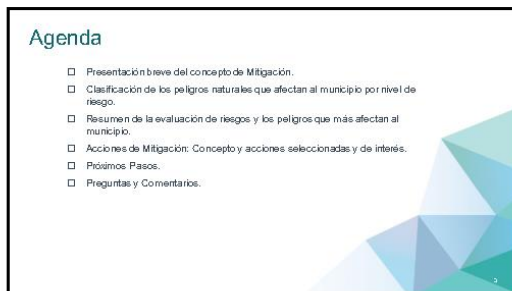 Agenda
☐ Presentación breve del concepto de Mitigación.
☐ Clasificación de los peligros naturales que afectan al municipio por nivel de
riesgo.
☐ Resumen de la evaluación de riesgos y los peligros que más afectan al
municipio.
☐ Acciones de Mitigación: Concepto y acciones seleccionadas y de interés.
☐ Próximos Pasos.
☐ Preguntas y Comentarios.